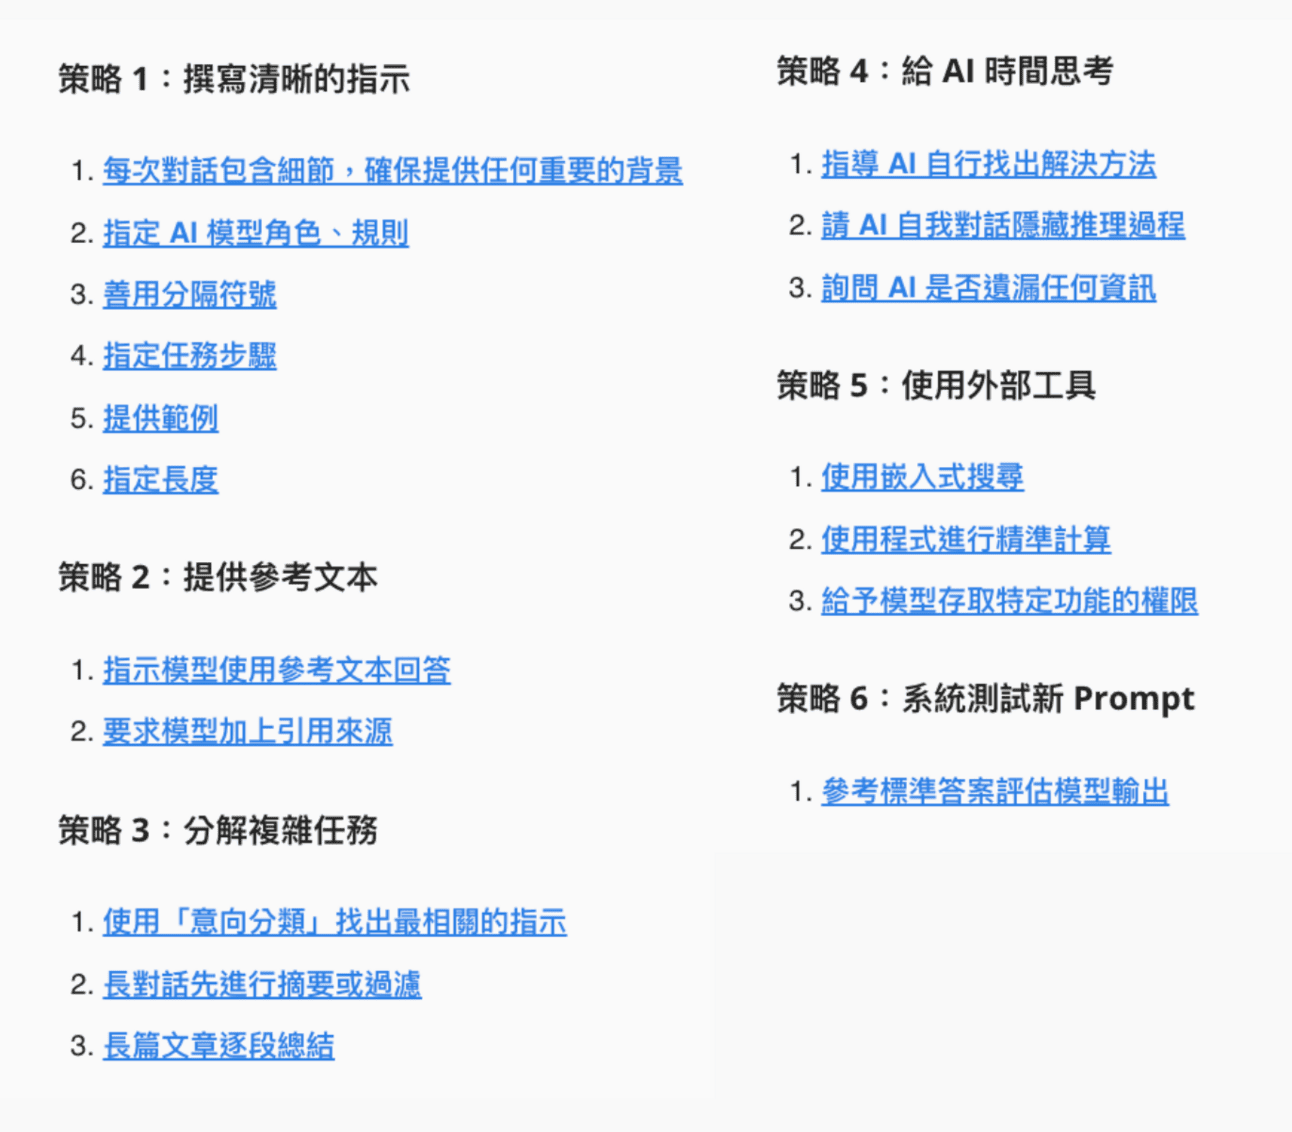 策略 1：撰寫清晰的指示
1. 每次對話包含細節，確保提供任何重要的背景
2. 指定 AI 模型角色、規則
3. 善用分隔符號
4. 指定任務步驟
5. 提供範例
6. 指定長度
策略 2：提供參考文本
1. 指示模型使用參考文本回答
2. 要求模型加上引用來源
策略 3：分解複雜任務
1. 使用「意向分類」找出最相關的指示
2. 長對話先進行摘要或過濾
3. 長篇文章逐段總結
策略 4：給 AI 時間思考
1. 指導 AI 自行找出解決方法
2. 請 AI 自我對話隱藏推理過程
3. 詢問 AI 是否遺漏任何資訊
策略 5：使用外部工具
1. 使用嵌入式搜尋
2. 使用程式進行精準計算
3. 給予模型存取特定功能的權限
策略 6：系統測試新 Prompt
1. 參考標準答案評估模型輸出